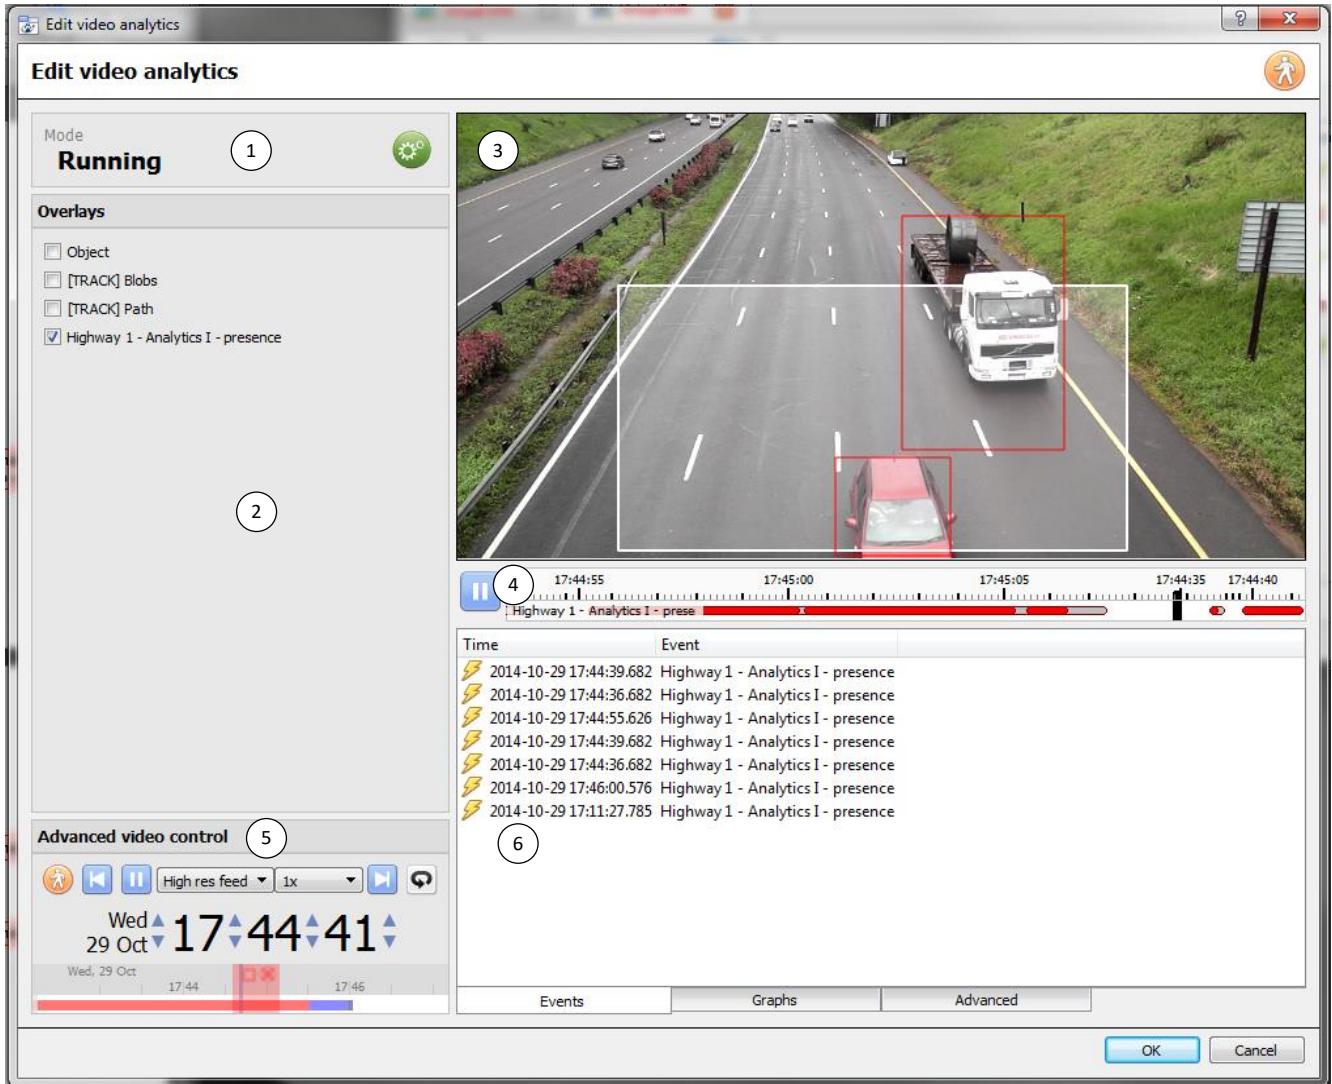 Edit video analytics
Edit video analytics
Mode
Running
1
Overlays
Object
[TRACK] Blobs
[TRACK] Path
Highway 1 - Analytics I - presence
2
3
4
17:44:55 17:45:00 17:45:05 17:44:35 17:44:40
Highway 1 - Analytics I - prese
Time Event
2014-10-29 17:44:39.682 Highway 1 - Analytics I - presence
2014-10-29 17:44:36.682 Highway 1 - Analytics I - presence
2014-10-29 17:44:55.626 Highway 1 - Analytics I - presence
2014-10-29 17:44:39.682 Highway 1 - Analytics I - presence
2014-10-29 17:44:36.682 Highway 1 - Analytics I - presence
2014-10-29 17:46:00.576 Highway 1 - Analytics I - presence
2014-10-29 17:11:27.785 Highway 1 - Analytics I - presence
6
Events Graphs Advanced
Advanced video control 5
High res feed 1x
Wed
29 Oct 17 44 41
Wed, 29 Oct
17 44 17 46
OK Cancel